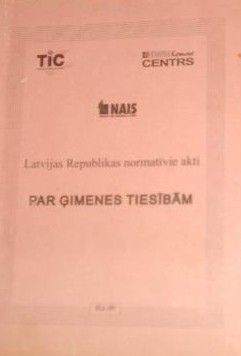 TIC
CENTRS
NAIS
Latvijas Republikas normatīvie akti
PAR ĢIMENES TIESĪBĀM